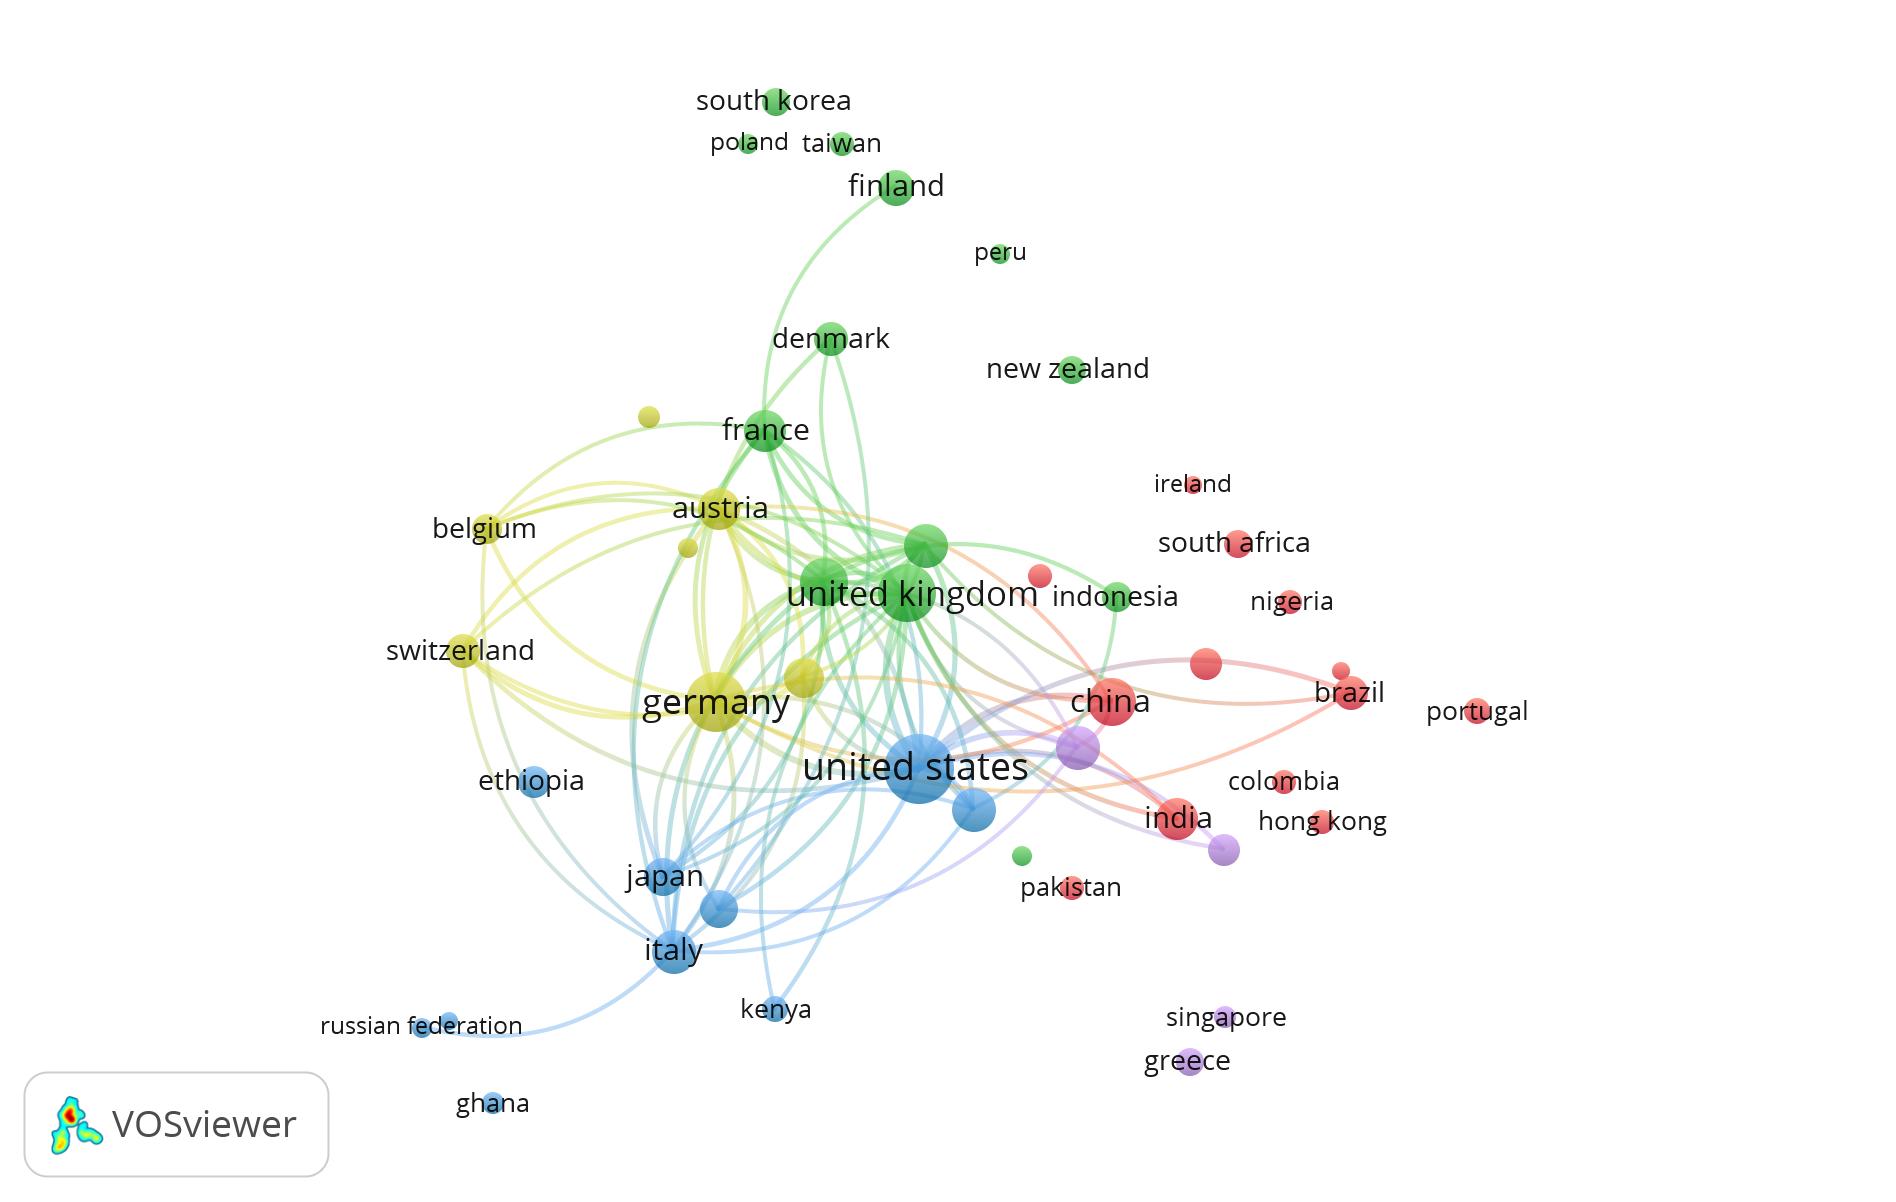 south korea
poland
taiwan
finland
peru
denmark
new zealand
france
ireland
austria
belgium
south africa
united kingdom
indonesia
nigeria
switzerland
germany
china
brazil
portugal
united states
ethiopia
colombia
india
hong kong
japan
pakistan
italy
kenya
singapore
russian federation
greece
ghana
VOSviewer